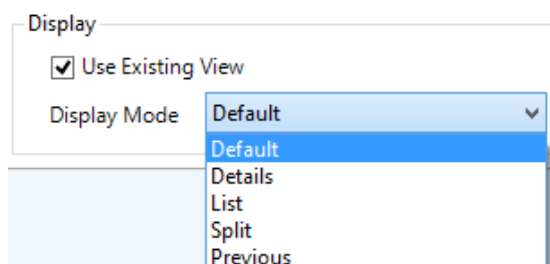 Display
Use Existing View
Display Mode Default
Default
Details
List
Split
Previous